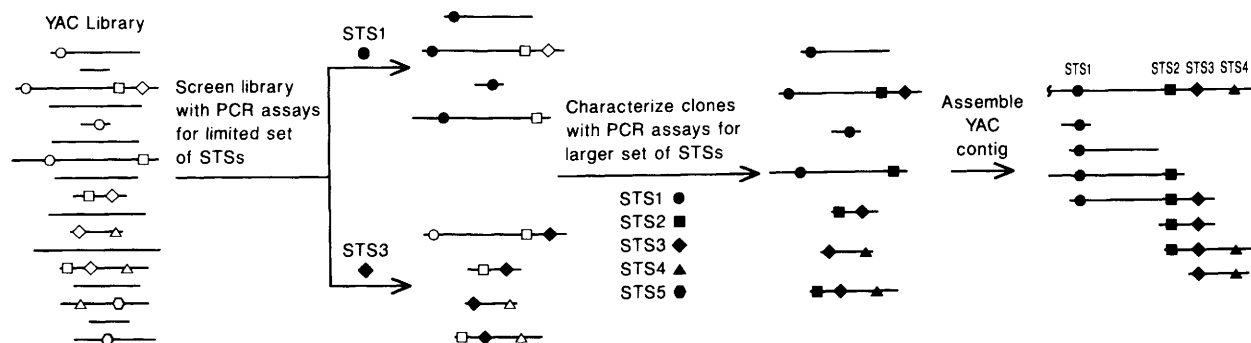 YAC Library
Screen library
with PCR assays
for limited set
of STSs
STS1
STS3
Characterize clones
with PCR assays for
larger set of STSs
STS1
STS2
STS3
STS4
STS5
Assemble
YAC
contig
STS1 STS2 STS3 STS4